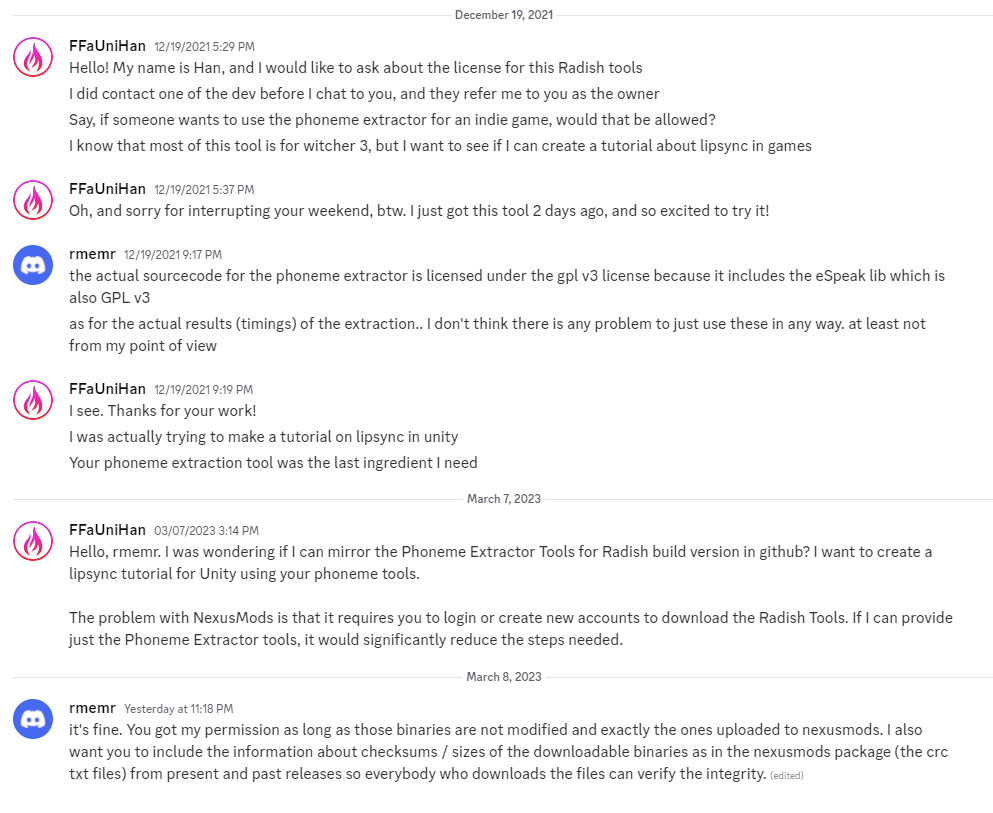 December 19, 2021
FFaUniHan 12/19/2021 5:29 PM
Hello! My name is Han, and I would like to ask about the license for this Radish tools
I did contact one of the dev before I chat to you, and they refer me to you as the owner
Say, if someone wants to use the phoneme extractor for an indie game, would that be allowed?
I know that most of this tool is for witcher 3, but I want to see if I can create a tutorial about lipsync in games
FFaUniHan 12/19/2021 5:37 PM
Oh, and sorry for interrupting your weekend, btw. I just got this tool 2 days ago, and so excited to try it!
rmemr 12/19/2021 9:17 PM
the actual sourcecode for the phoneme extractor is licensed under the gpl v3 license because it includes the eSpeak lib which is
also GPL v3
as for the actual results (timings) of the extraction.. I don't think there is any problem to just use these in any way. at least not
from my point of view
FFaUniHan 12/19/2021 9:19 PM
I see. Thanks for your work!
I was actually trying to make a tutorial on lipsync in unity
Your phoneme extraction tool was the last ingredient I need
March 7, 2023
FFaUniHan 03/07/2023 3:14 PM
Hello, rmemr. I was wondering if I can mirror the Phoneme Extractor Tools for Radish build version in github? I want to create a
lipsync tutorial for Unity using your phoneme tools.
The problem with NexusMods is that it requires you to login or create new accounts to download the Radish Tools. If I can provide
just the Phoneme Extractor tools, it would significantly reduce the steps needed.
March 8, 2023
rmemr Yesterday at 11:18 PM
it's fine. You got my permission as long as those binaries are not modified and exactly the ones uploaded to nexusmods. I also
want you to include the information about checksums / sizes of the downloadable binaries as in the nexusmods package (the crc
txt files) from present and past releases so everybody who downloads the files can verify the integrity. (edited)